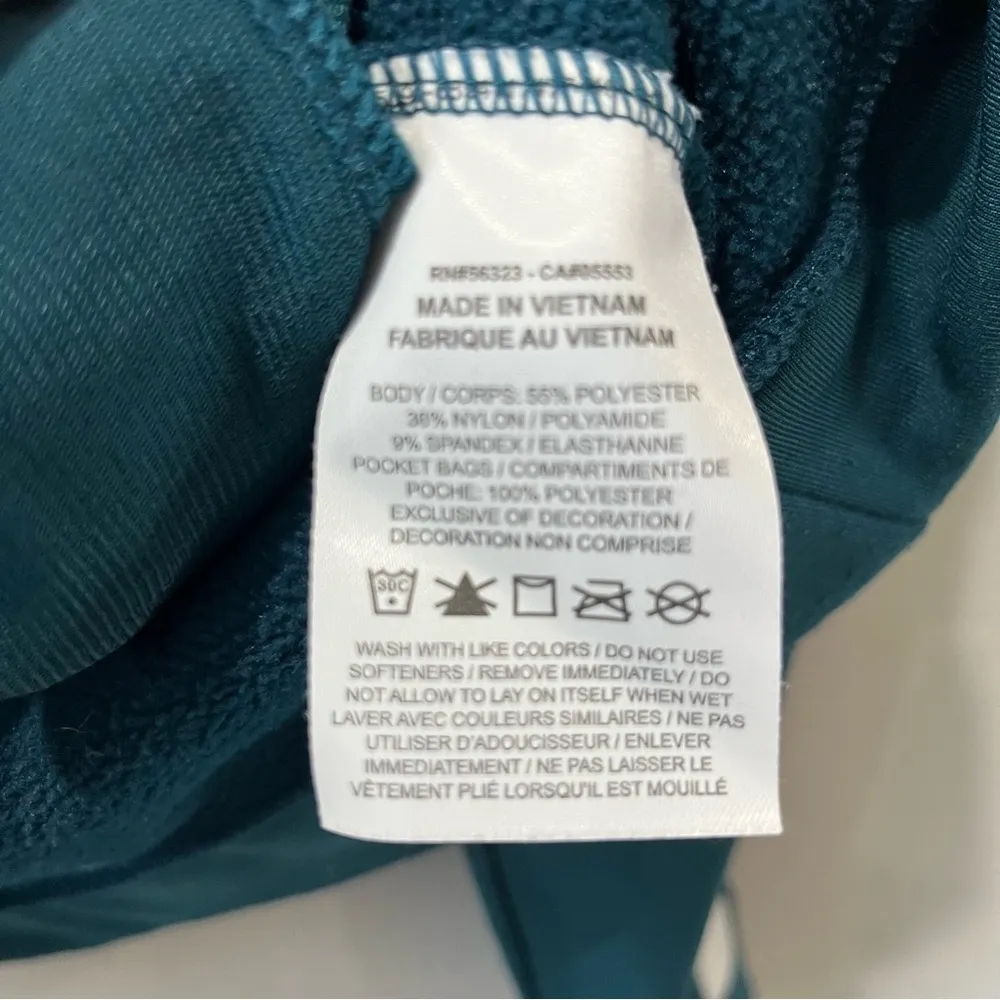 RN#56323 - CA#05553
MADE IN VIETNAM
FABRIQUE AU VIETNAM
BODY / CORPS: 55% POLYESTER
36% NYLON / POLYAMIDE
9% SPANDEX / ELASTHANNE
POCKET BAGS / COMPARTIMENTS DE
POCHE: 100% POLYESTER
EXCLUSIVE OF DECORATION /
DECORATION NON COMPRISE
30C
WASH WITH LIKE COLORS / DO NOT USE
SOFTENERS / REMOVE IMMEDIATELY / DO
NOT ALLOW TO LAY ON ITSELF WHEN WET
LAVER AVEC COULEURS SIMILAIRES / NE PAS
UTILISER D'ADOUCISSEUR / ENLEVER
IMMEDIATEMENT / NE PAS LAISSER LE
VÊTEMENT PLIÉ LORSQU'IL EST MOUILLÉ